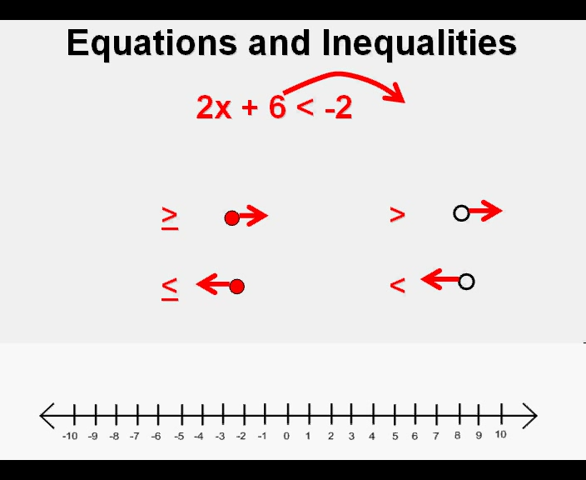 Equations and Inequalities
2x + 6 < -2
≥ >
≤ <
-10 -9 -8 -7 -6 -5 -4 -3 -2 -1 0 1 2 3 4 5 6 7 8 9 10